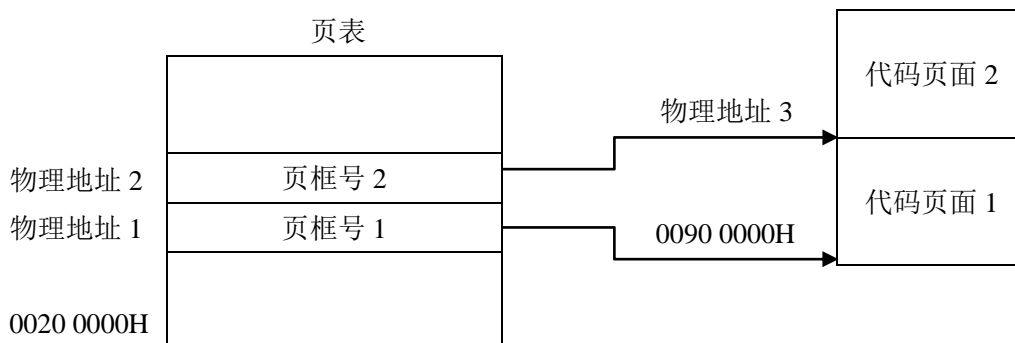 页表
代码页面 2
物理地址 3
物理地址 2
页框号 2
代码页面 1
物理地址 1
页框号 1
0090 0000H
0020 0000H